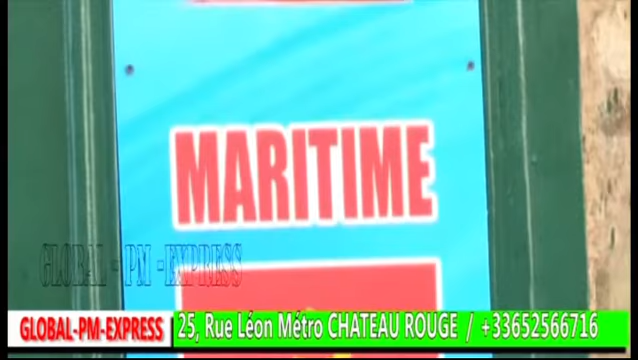 MARITIME
GLOBAL - PM -EXPRESS
GLOBAL-PM-EXPRESS 25, Rue Léon Métro CHATEAU ROUGE / +33652566716